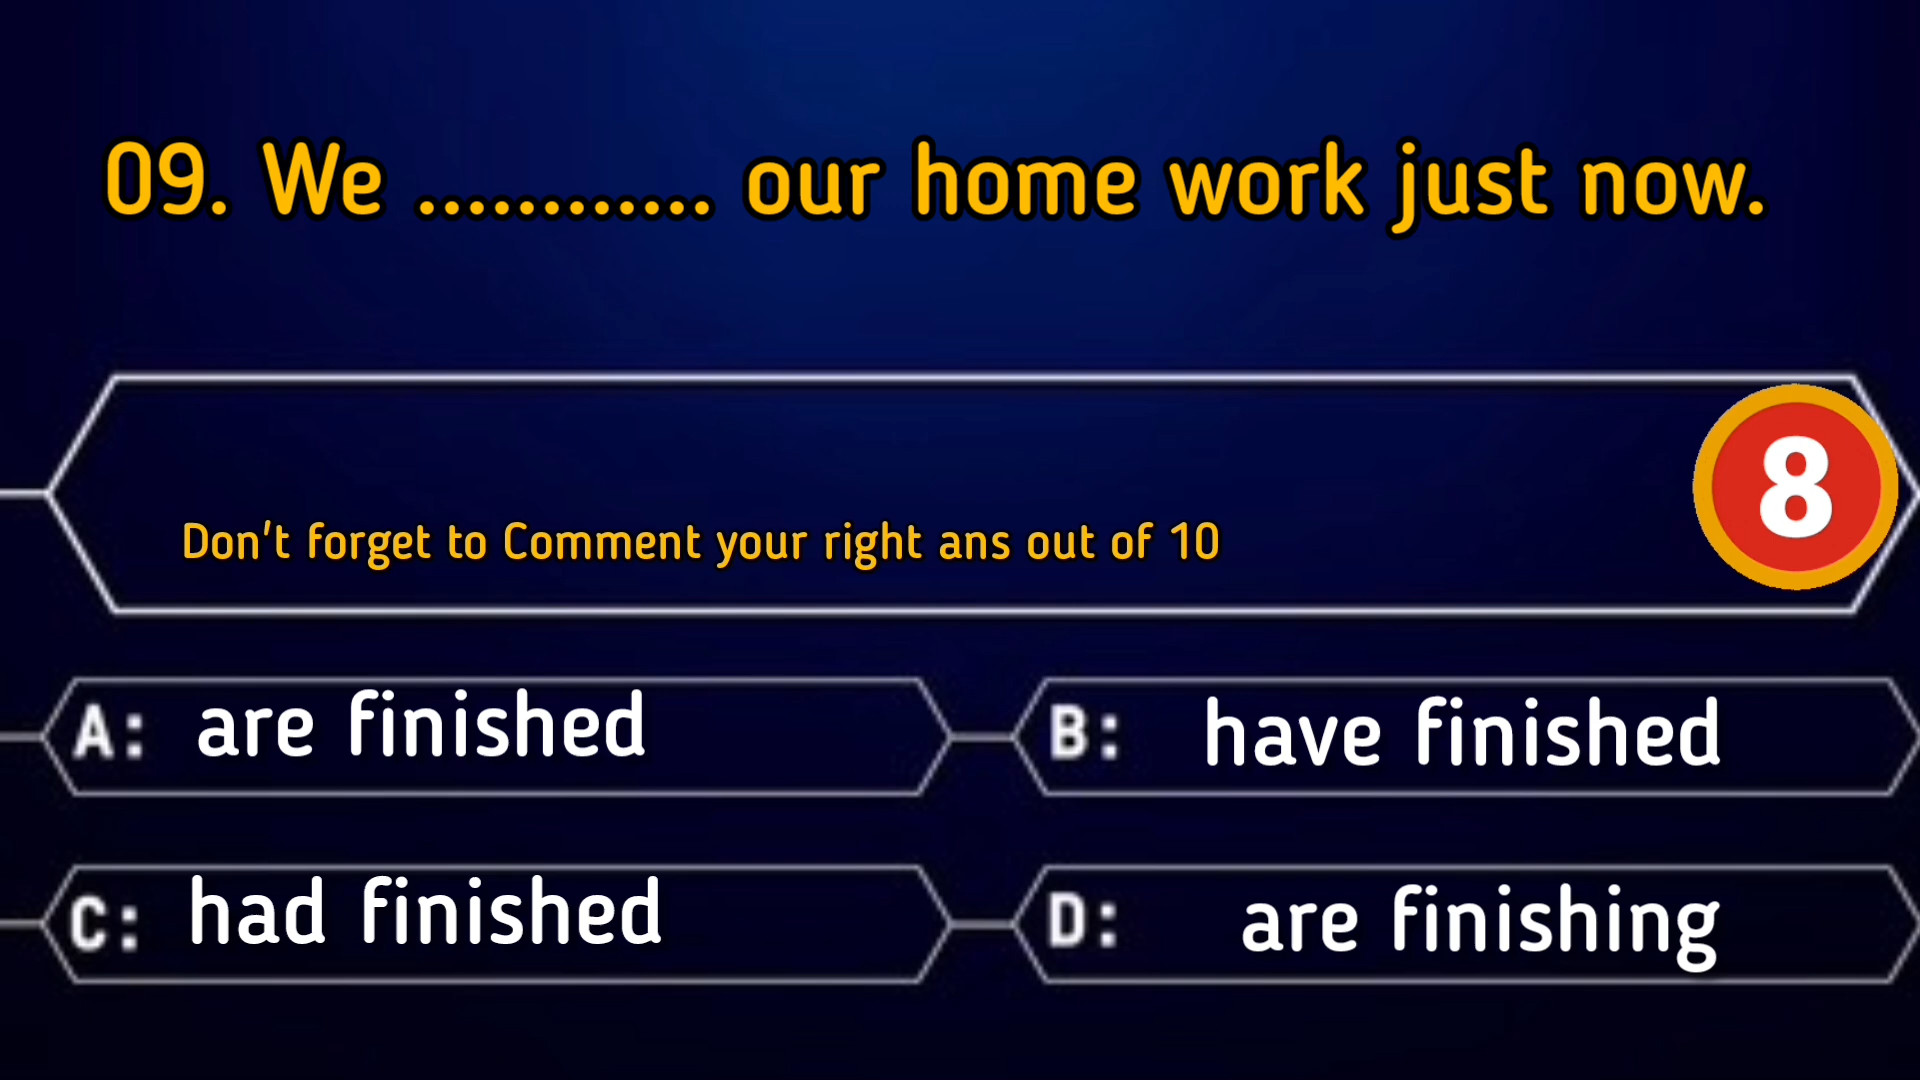 09. We ............ our home work just now.
8
Don't forget to Comment your right ans out of 10
A: are finished
B: have finished
C: had finished
D: are finishing